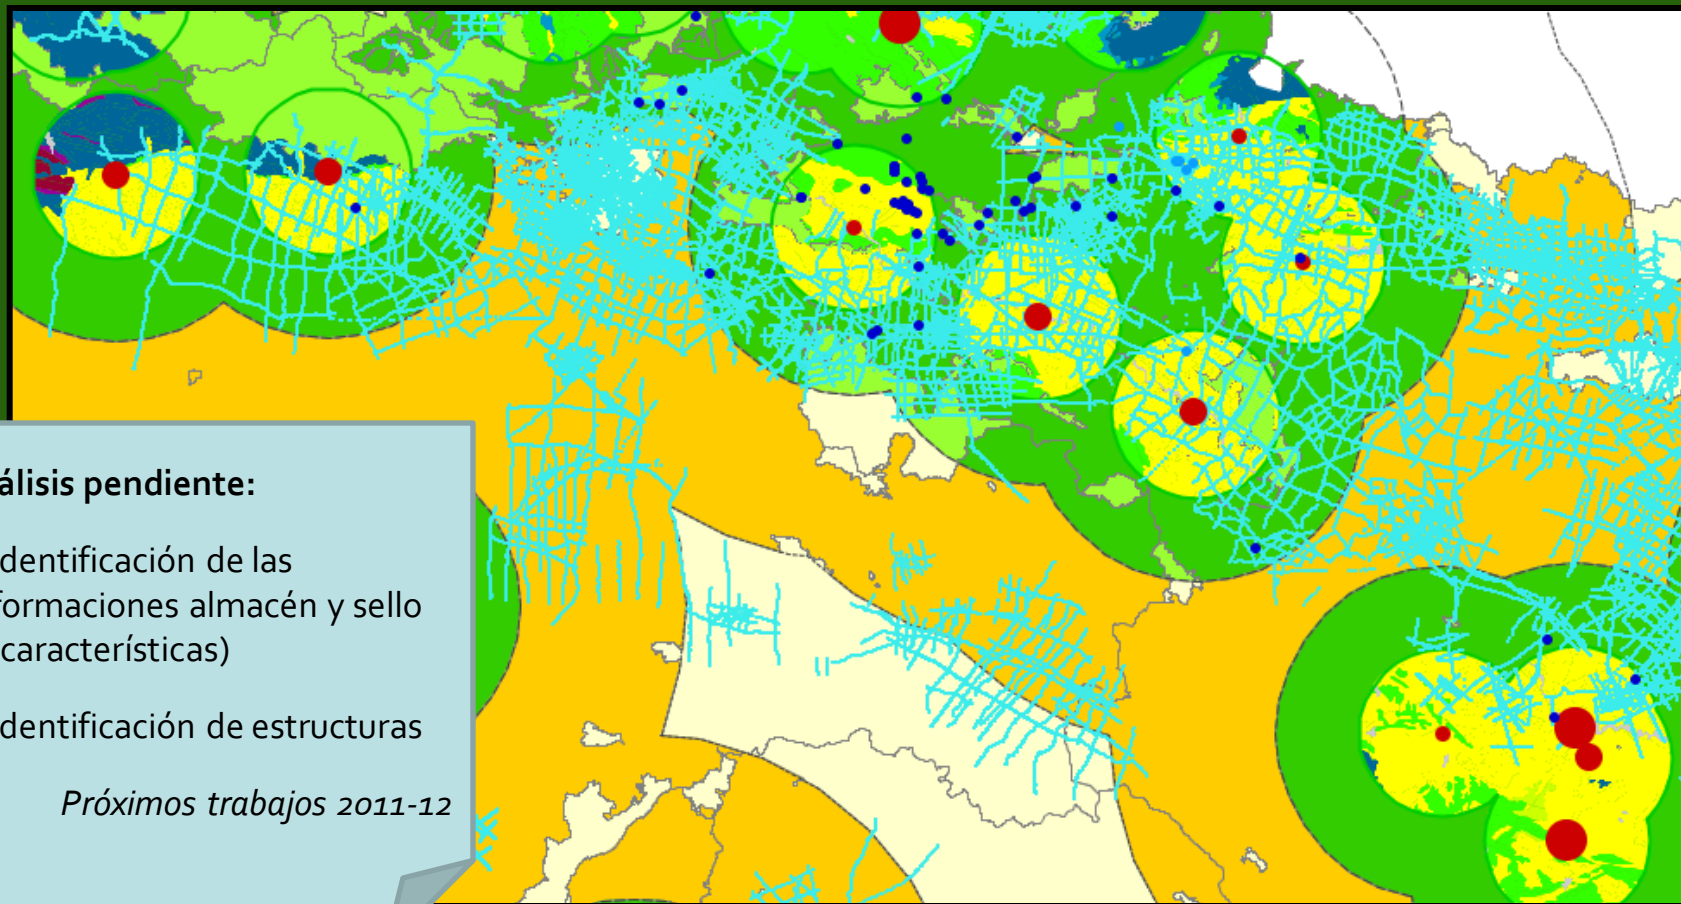 álisis pendiente:
dentificación de las
formaciones almacén y sello
características)
dentificación de estructuras
Próximos trabajos 2011-12